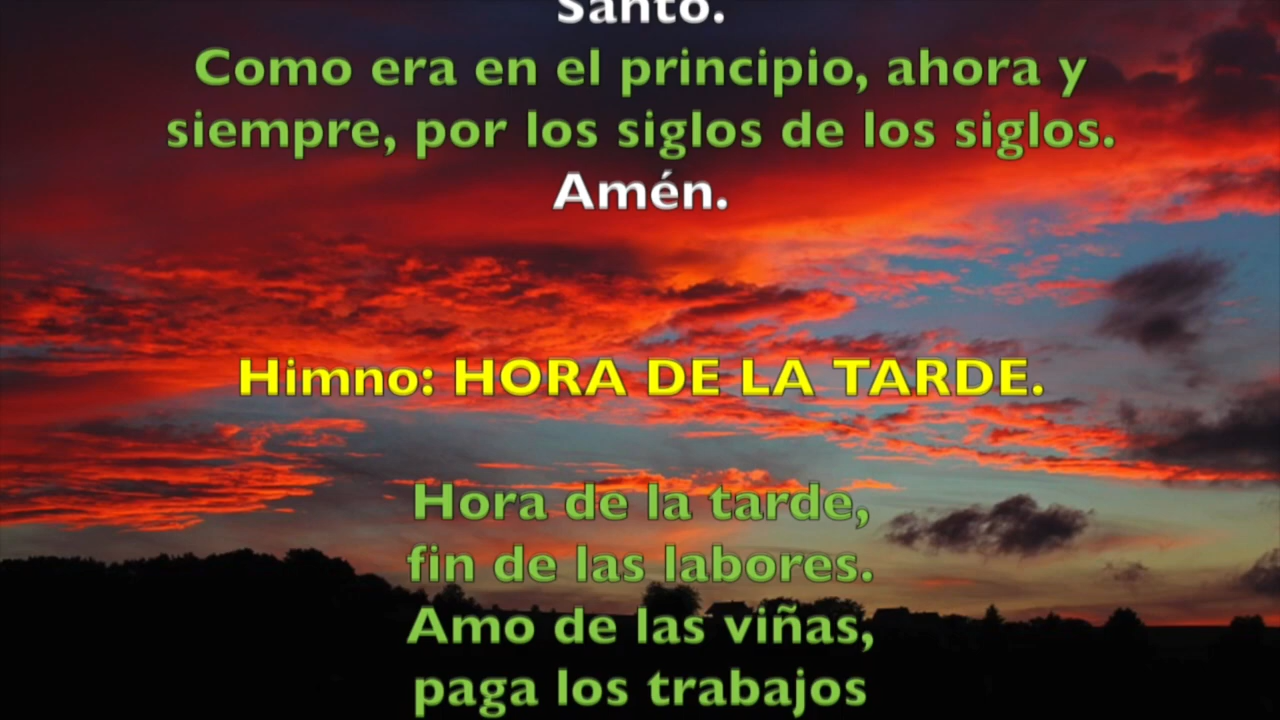 Santo.
Como era en el principio, ahora y
siempre, por los siglos de los siglos.
Amén.
Himno: HORA DE LA TARDE.
Hora de la tarde,
fin de las labores.
Amo de las viñas,
paga los trabajos